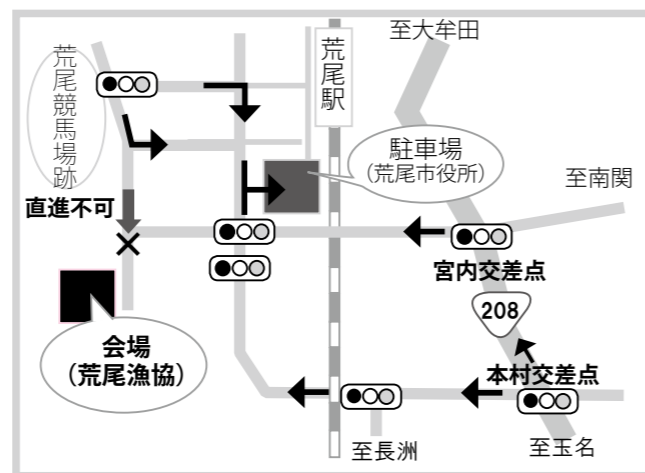 至大牟田
荒尾駅
荒尾競馬場跡
駐車場
（荒尾市役所）
至南関
直進不可
宮内交差点
208
会場
（荒尾漁協）
本村交差点
至長洲
至玉名